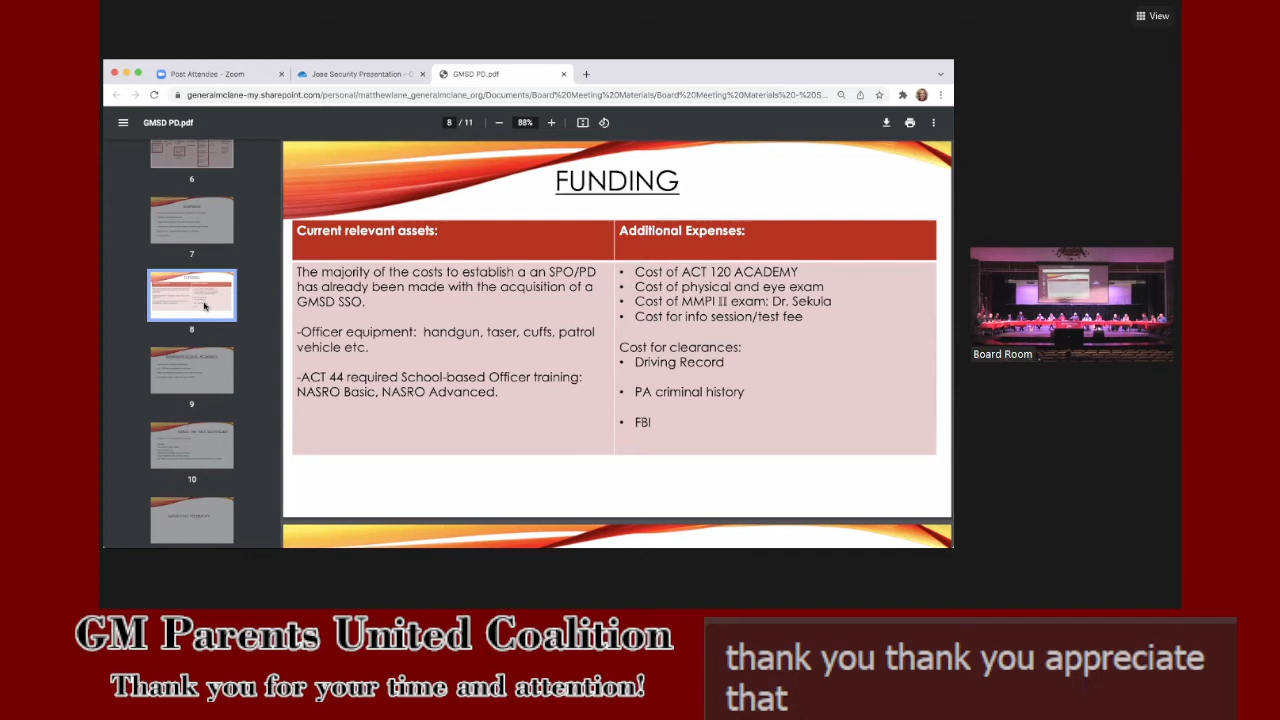 View
Post Attendee - Zoom
Jose Security Presentation - O
GMSD PD.pdf
generalmclane-my.sharepoint.com/personal/matthewlane_generalmclane_org/Documents/Board%20Meeting%20Materials/Board%20Meeting%20Materials%20-%20S...
GMSD PD.pdf
8 / 11
88%
6
7
8
9
10
FUNDING
Current relevant assets:
The majority of the costs to establish a an SPO/PD
has already been made with the acquisition of a
GMSD SSO.
-Officer equipment: handgun, taser, cuffs, patrol
vehicle etc.
-ACT 44 required School-based Officer training:
NASRO Basic, NASRO Advanced.
Additional Expenses:
• Cost of ACT 120 ACADEMY
• Cost of physical and eye exam
• Cost of MMPI III exam: Dr. Sekula
• Cost for info session/test fee
Cost for clearances:
• Driving Record
• PA criminal history
• FBI
Board Room
GM Parents United Coalition
Thank you for your time and attention!
thank you thank you appreciate
that